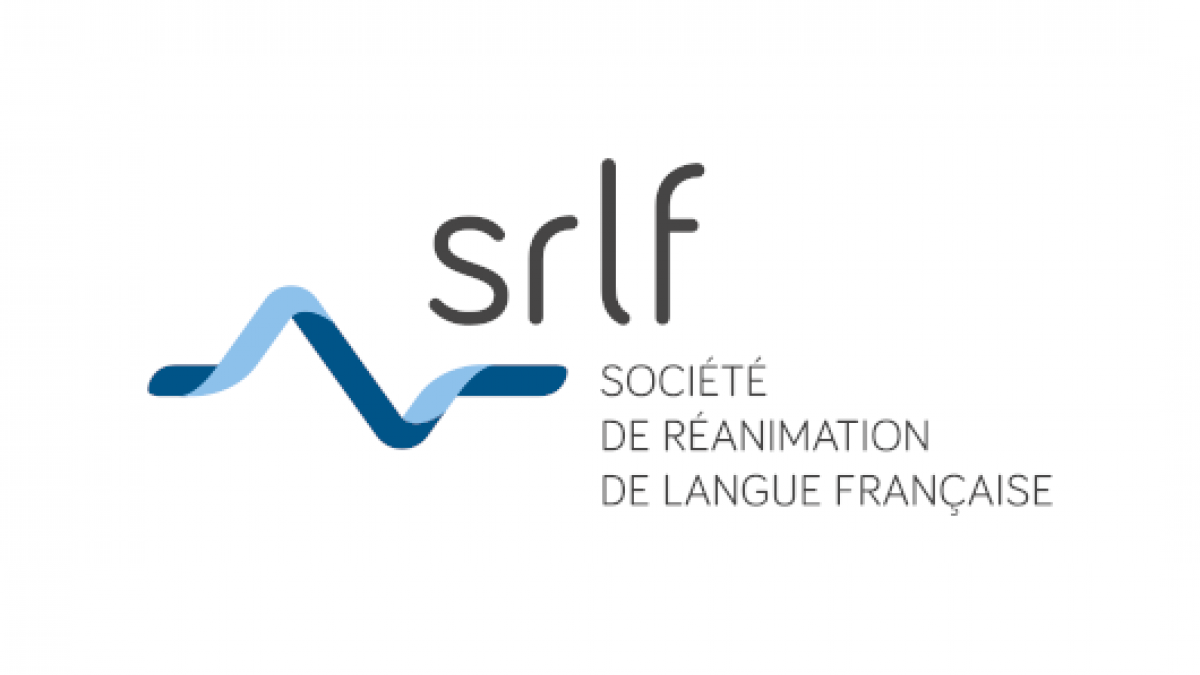 srlf
SOCIÉTÉ
DE RÉANIMATION
DE LANGUE FRANÇAISE